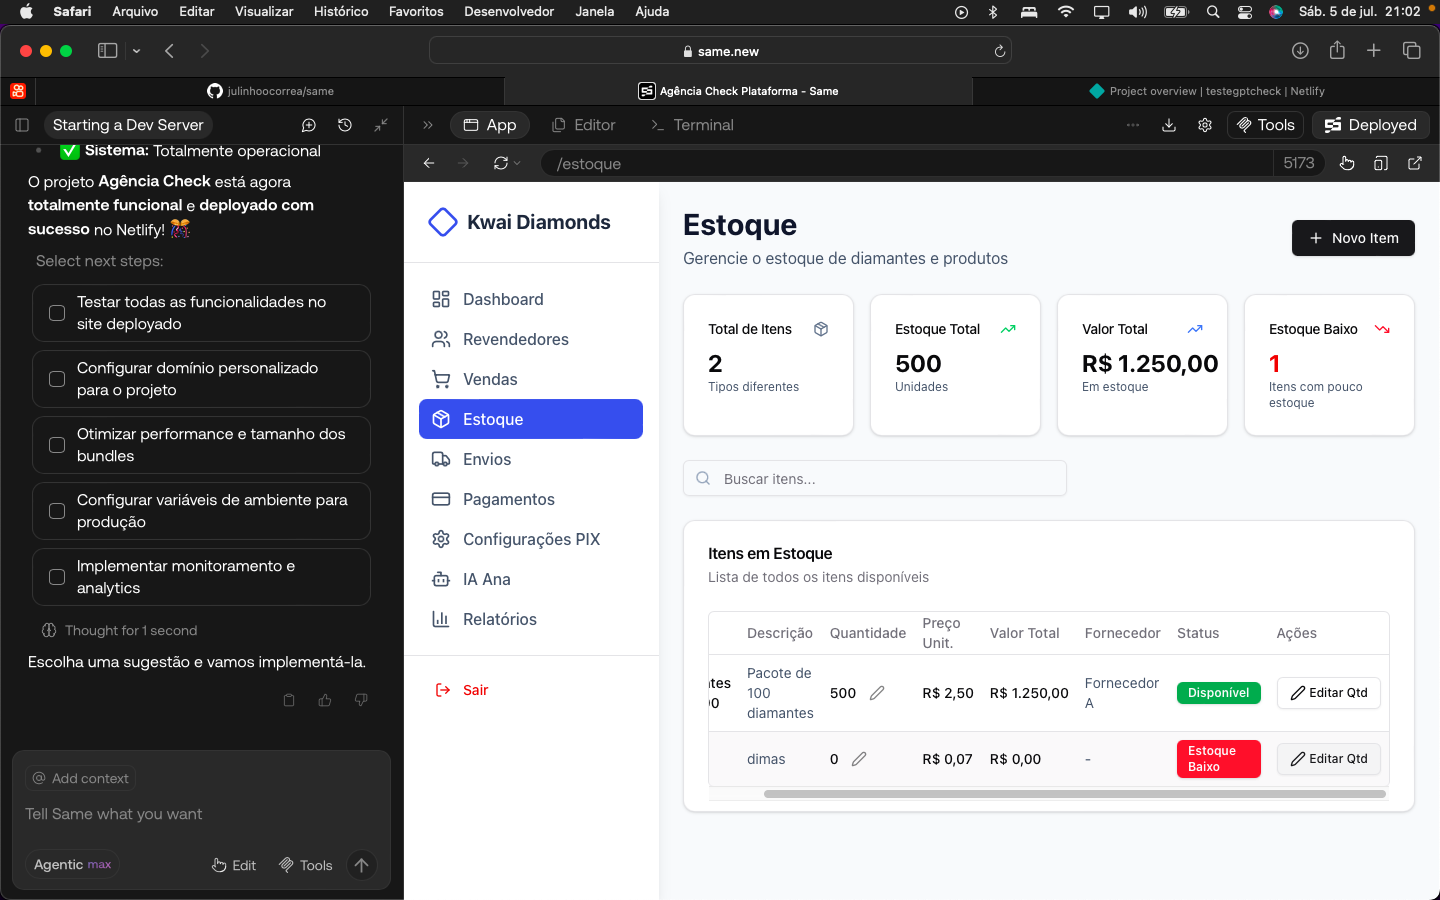 Safari Arquivo Editar Visualizar Histórico Favoritos Desenvolvedor Janela Ajuda Sáb. 5 de jul. 21:02
same.new
julinhoocorrea/same
Agência Check Plataforma - Same
Project overview | testegptcheck | Netlify
Starting a Dev Server
App Editor Terminal Tools Deployed
/estoque 5173
Sistema: Totalmente operacional
O projeto Agência Check está agora
totalmente funcional e deployado com
sucesso no Netlify!
Select next steps:
Testar todas as funcionalidades no
site deployado
Configurar domínio personalizado
para o projeto
Otimizar performance e tamanho dos
bundles
Configurar variáveis de ambiente para
produção
Implementar monitoramento e
analytics
Thought for 1 second
Escolha uma sugestão e vamos implementá-la.
@ Add context
Tell Same what you want
Agentic max Edit Tools
Kwai Diamonds
Dashboard
Revendedores
Vendas
Estoque
Envios
Pagamentos
Configurações PIX
IA Ana
Relatórios
Sair
Estoque
Gerencie o estoque de diamantes e produtos
+ Novo Item
Total de Itens
2
Tipos diferentes
Estoque Total
500
Unidades
Valor Total
R$ 1.250,00
Em estoque
Estoque Baixo
1
Itens com pouco
estoque
Buscar itens...
Itens em Estoque
Lista de todos os itens disponíveis
Descrição Quantidade Preço Unit. Valor Total Fornecedor Status Ações
Pacote de 100 diamantes 500 R$ 2,50 R$ 1.250,00 Fornecedor A Disponível Editar Qtd
dimas 0 R$ 0,07 R$ 0,00 - Estoque Baixo Editar Qtd